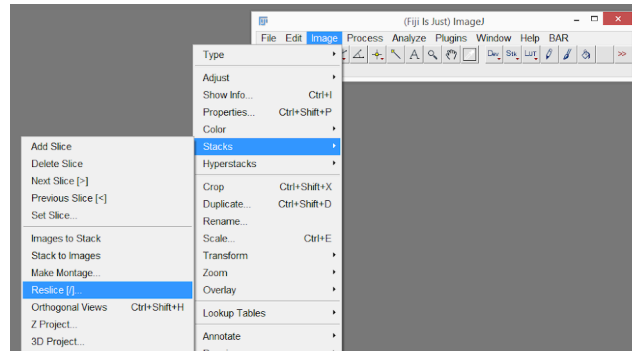 (Fiji Is Just) ImageJ
File Edit Image Process Analyze Plugins Window Help BAR
Dev Stk LUT >>
Type
Adjust
Show Info... Ctrl+I
Properties... Ctrl+Shift+P
Color
Stacks
Hyperstacks
Crop Ctrl+Shift+X
Duplicate... Ctrl+Shift+D
Rename...
Scale... Ctrl+E
Transform
Zoom
Overlay
Lookup Tables
Annotate
Add Slice
Delete Slice
Next Slice [>]
Previous Slice [<]
Set Slice...
Images to Stack
Stack to Images
Make Montage...
Reslice [/]...
Orthogonal Views Ctrl+Shift+H
Z Project...
3D Project...